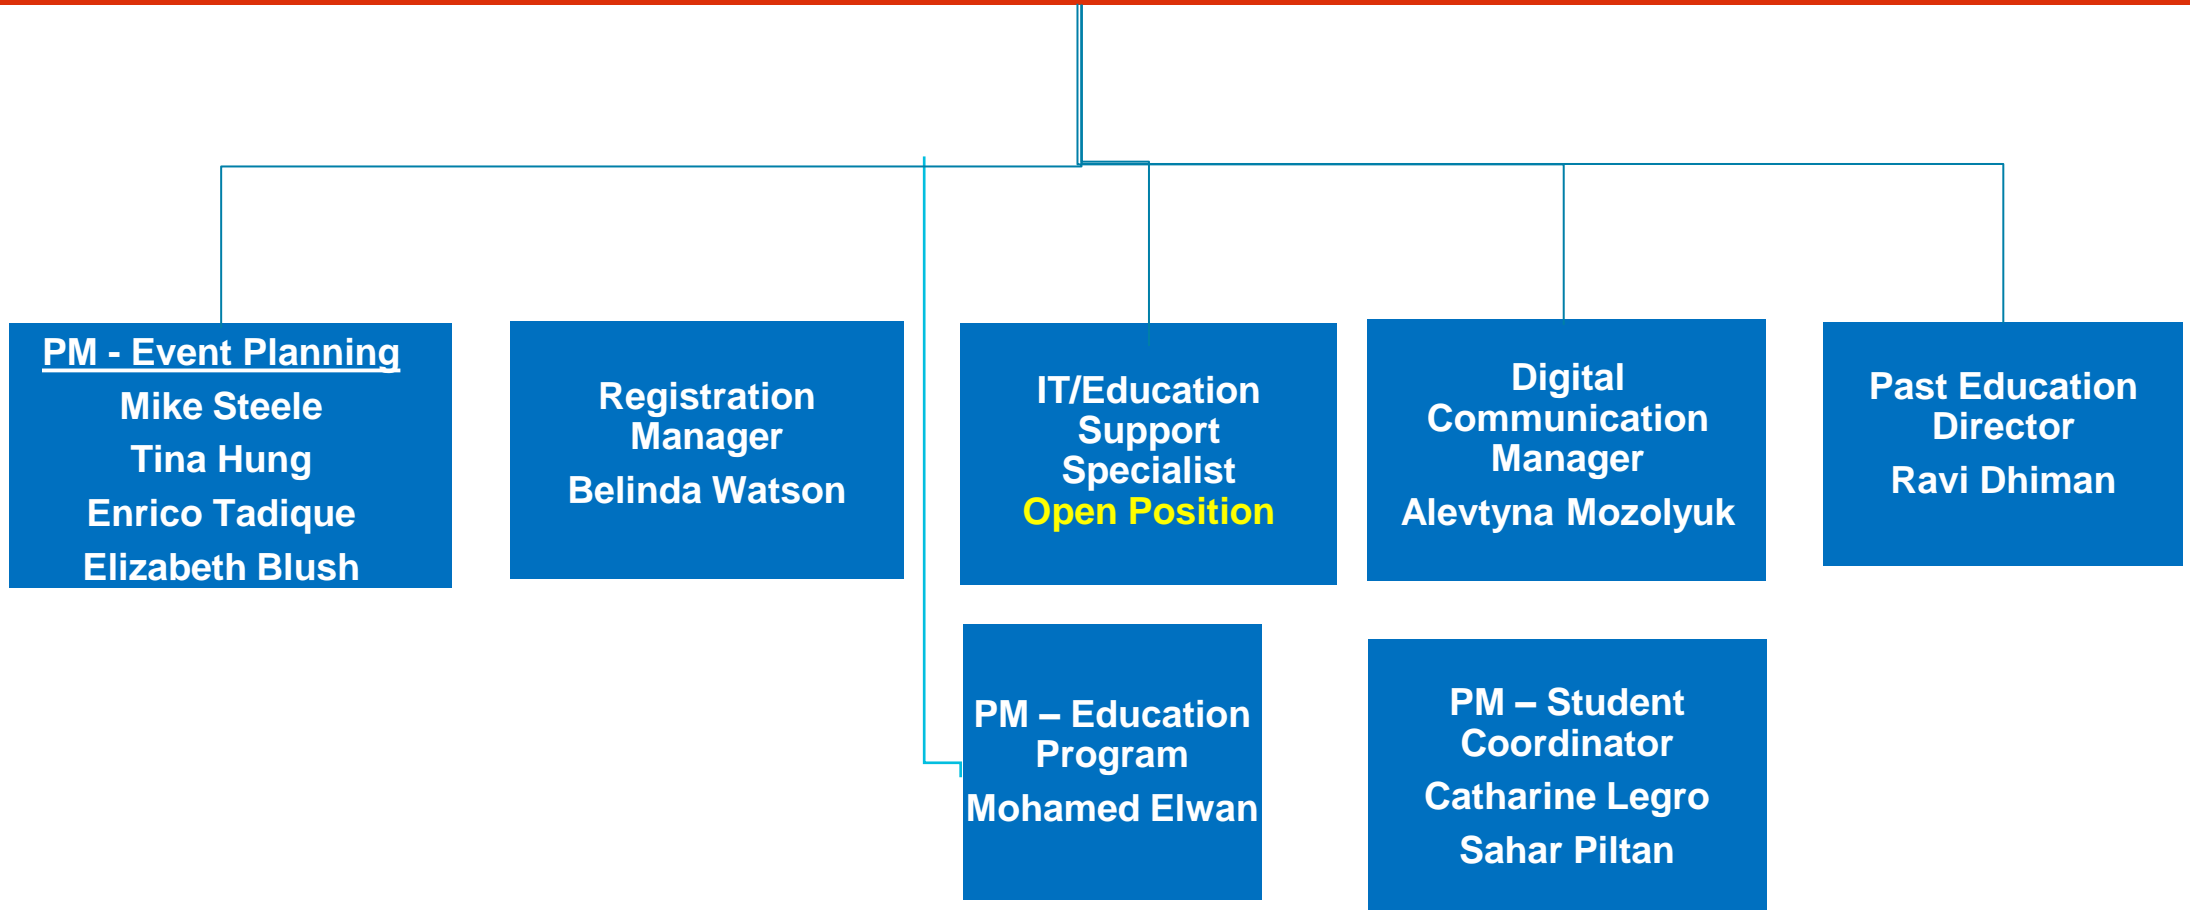 PM - Event Planning
Mike Steele
Tina Hung
Enrico Tadique
Elizabeth Blush
Registration
Manager
Belinda Watson
IT/Education
Support
Specialist
Open Position
Digital
Communication
Manager
Alevtyna Mozolyuk
Past Education
Director
Ravi Dhiman
PM – Education
Program
Mohamed Elwan
PM – Student
Coordinator
Catharine Legro
Sahar Piltan